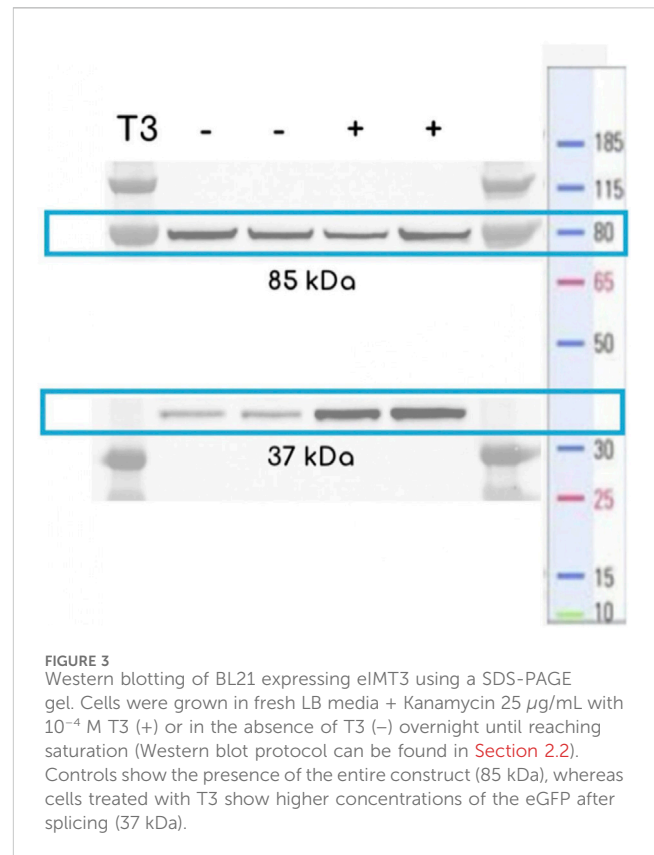 T3 - - + +
185
115
80
85 kDa
65
50
37 kDa
30
25
15
10
FIGURE 3
Western blotting of BL21 expressing eIMT3 using a SDS-PAGE
gel. Cells were grown in fresh LB media + Kanamycin 25 µg/mL with
10⁻⁴ M T3 (+) or in the absence of T3 (−) overnight until reaching
saturation (Western blot protocol can be found in Section 2.2).
Controls show the presence of the entire construct (85 kDa), whereas
cells treated with T3 show higher concentrations of the eGFP after
splicing (37 kDa).